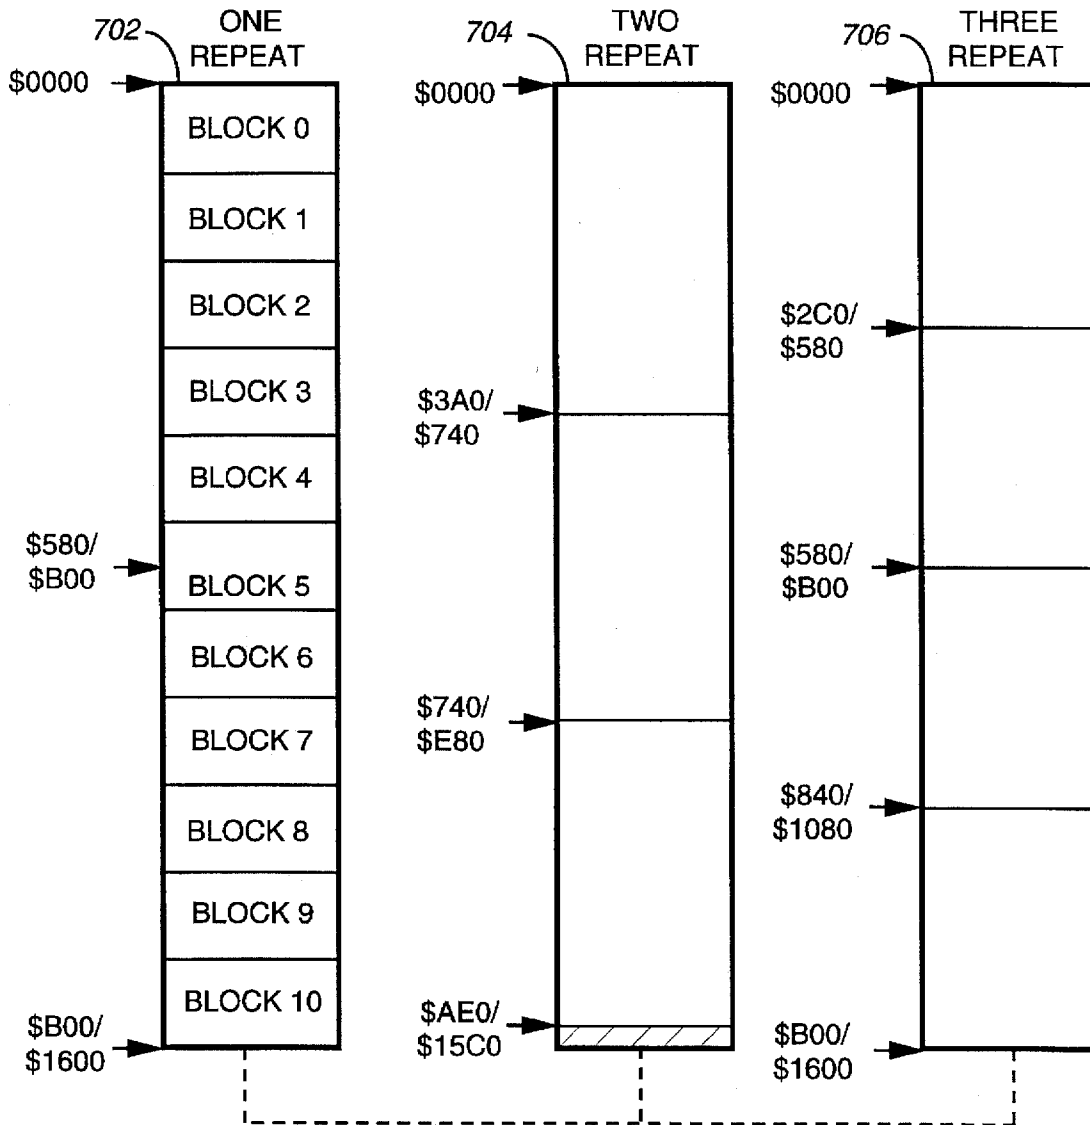 702
ONE
REPEAT
$0000
BLOCK 0
BLOCK 1
BLOCK 2
BLOCK 3
BLOCK 4
$580/
$B00
BLOCK 5
BLOCK 6
BLOCK 7
BLOCK 8
BLOCK 9
BLOCK 10
$B00/
$1600
704
TWO
REPEAT
$0000
$3A0/
$740
$740/
$E80
$AE0/
$15C0
706
THREE
REPEAT
$0000
$2C0/
$580
$580/
$B00
$840/
$1080
$B00/
$1600